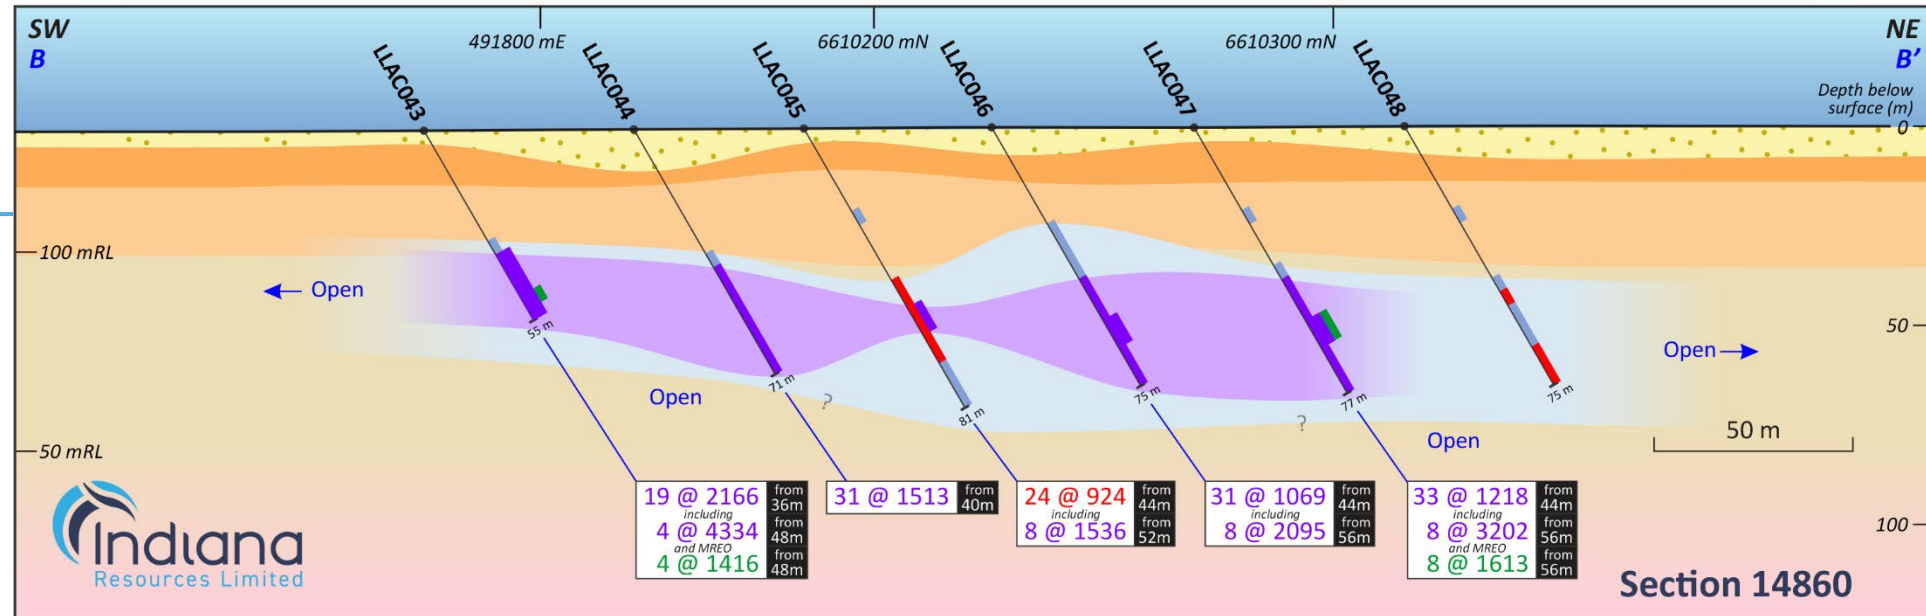 SW
B
491800 mE
6610200 mN
6610300 mN
NE
B'
Depth below
surface (m)
LLAC043
LLAC044
LLAC045
LLAC046
LLAC047
LLAC048
0
100 mRL
Open
50
Open
55 m
71 m
81 m
75 m
77 m
75 m
Open
?
?
Open
50 m
50 mRL
100
19 @ 2166 from 36m
including
4 @ 4334 from 48m
and MREO
4 @ 1416 from 48m
31 @ 1513 from 40m
24 @ 924 from 44m
including
8 @ 1536 from 52m
31 @ 1069 from 44m
including
8 @ 2095 from 56m
33 @ 1218 from 44m
including
8 @ 3202 from 56m
and MREO
8 @ 1613 from 56m
Indiana
Resources Limited
Section 14860